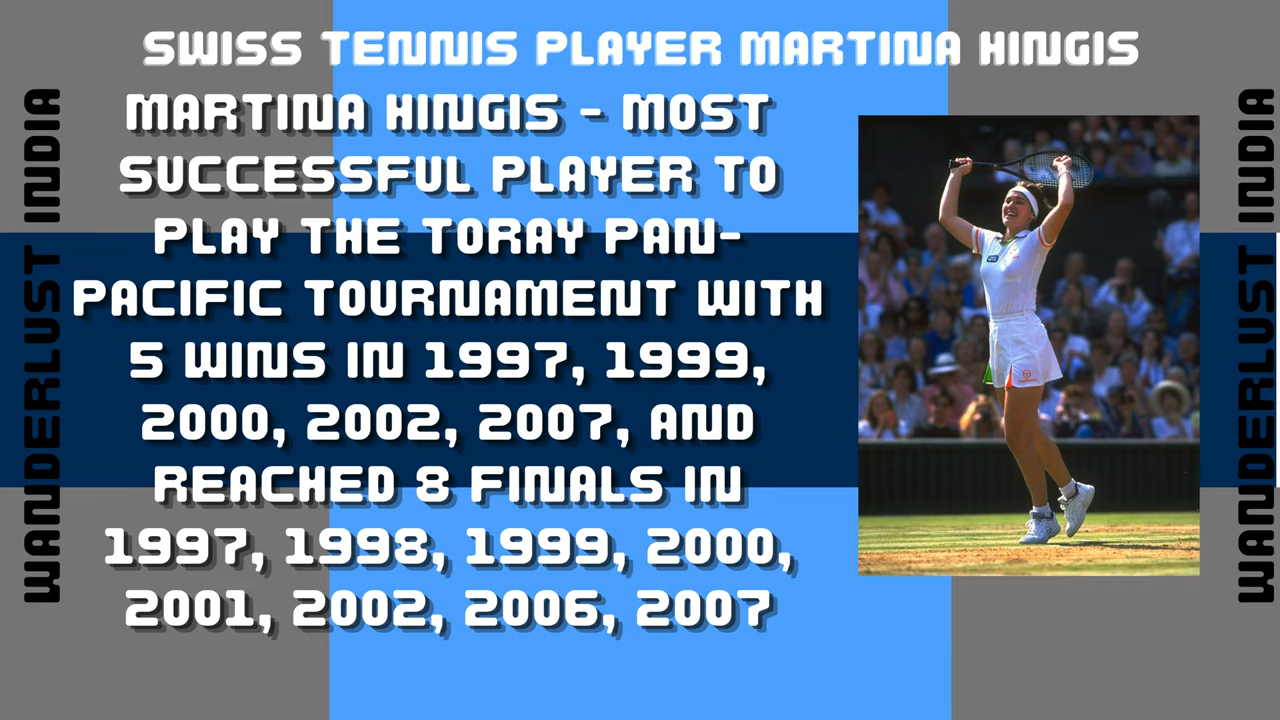 SWISS TENNIS PLAYER MARTINA HINGIS
MARTINA HINGIS - MOST
SUCCESSFUL PLAYER TO
PLAY THE TORAY PAN-
PACIFIC TOURNAMENT WITH
5 WINS IN 1997, 1999,
2000, 2002, 2007, AND
REACHED 8 FINALS IN
1997, 1998, 1999, 2000,
2001, 2002, 2006, 2007
WANDERLUST INDIA
WANDERLUST INDIA